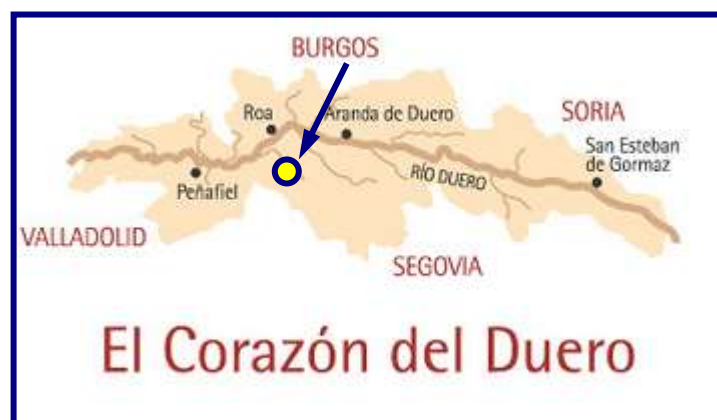 BURGOS
Roa
Aranda de Duero
SORIA
San Esteban
de Gormaz
Peñafiel
RÍO DUERO
VALLADOLID
SEGOVIA
El Corazón del Duero